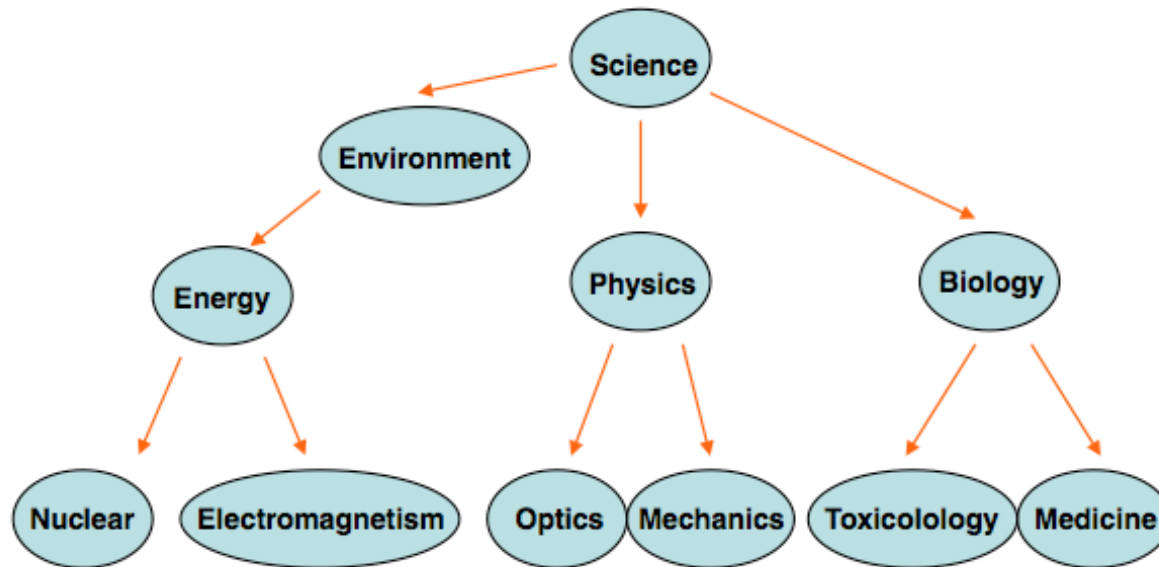 Science
Environment
Energy
Physics
Biology
Nuclear
Electromagnetism
Optics
Mechanics
Toxicolology
Medicine